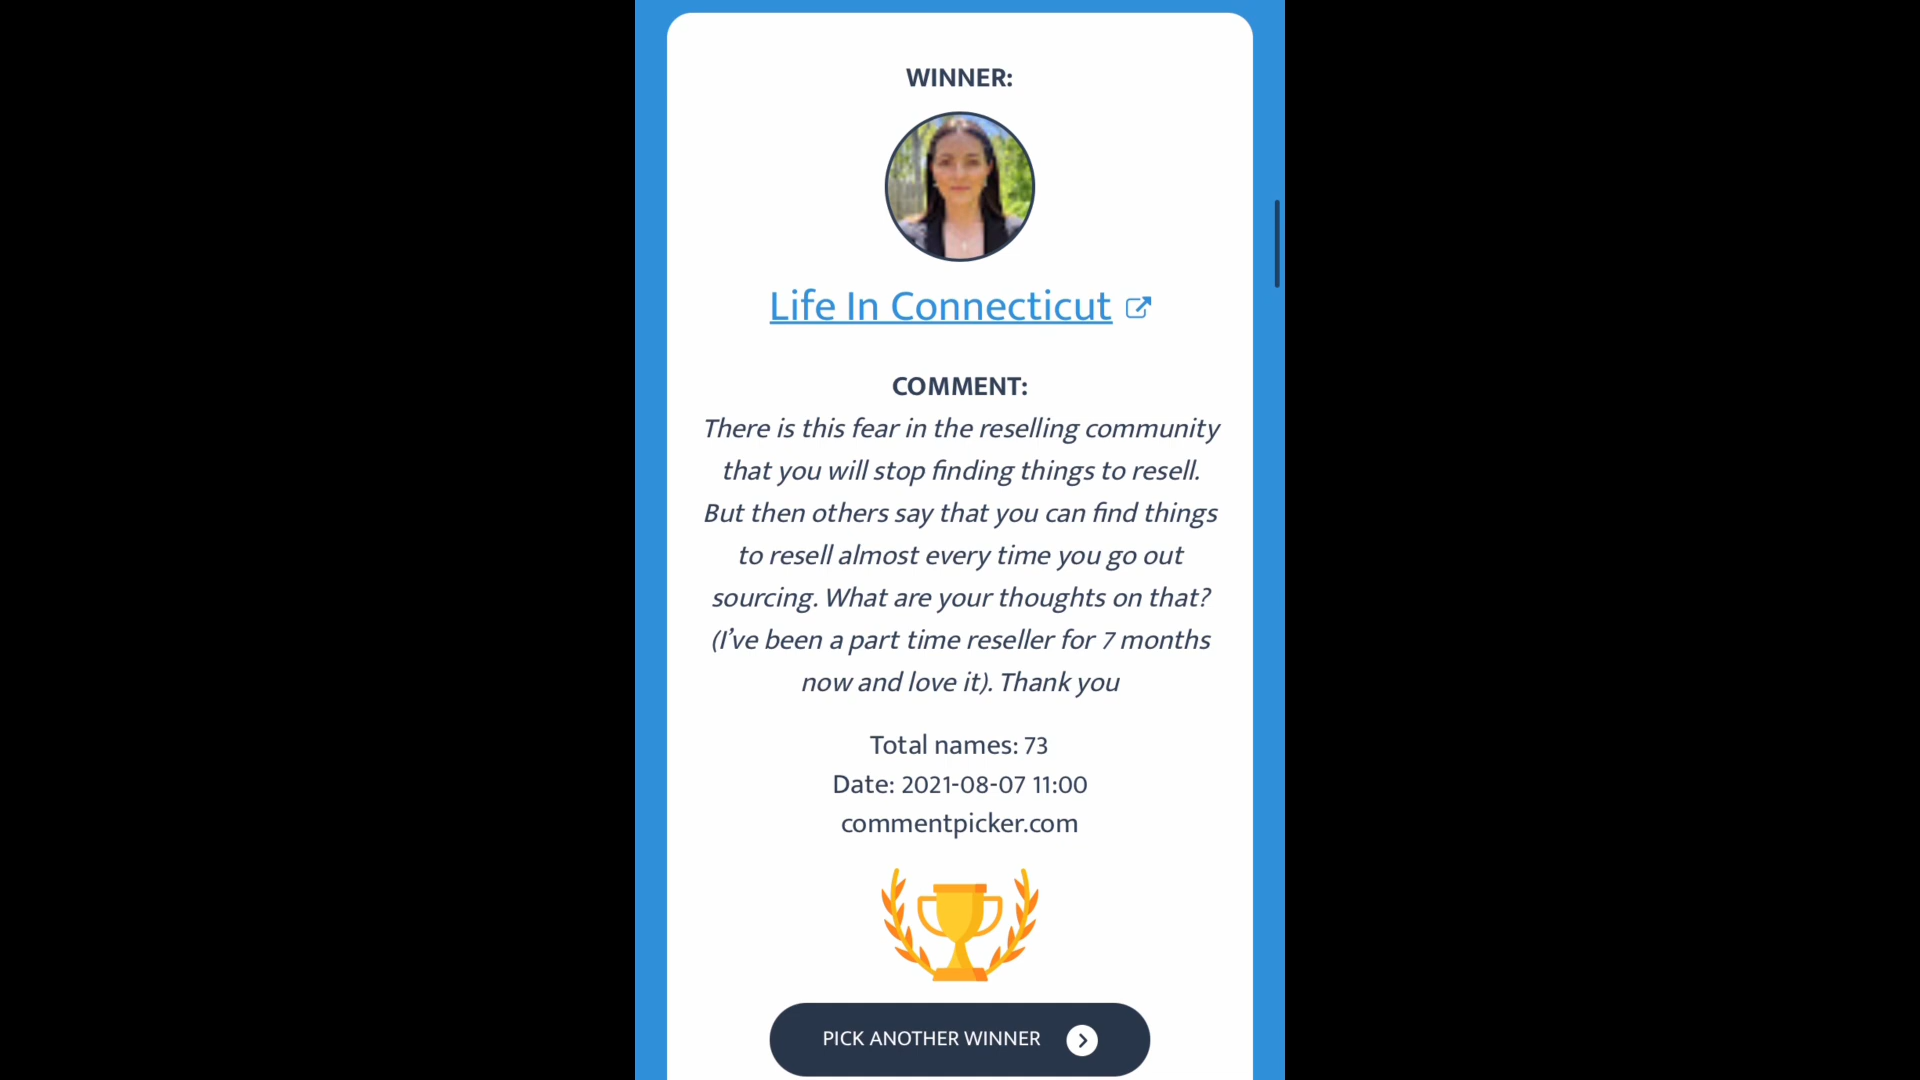 WINNER:
Life In Connecticut
COMMENT:
There is this fear in the reselling community
that you will stop finding things to resell.
But then others say that you can find things
to resell almost every time you go out
sourcing. What are your thoughts on that?
(I’ve been a part time reseller for 7 months
now and love it). Thank you
Total names: 73
Date: 2021-08-07 11:00
commentpicker.com
PICK ANOTHER WINNER